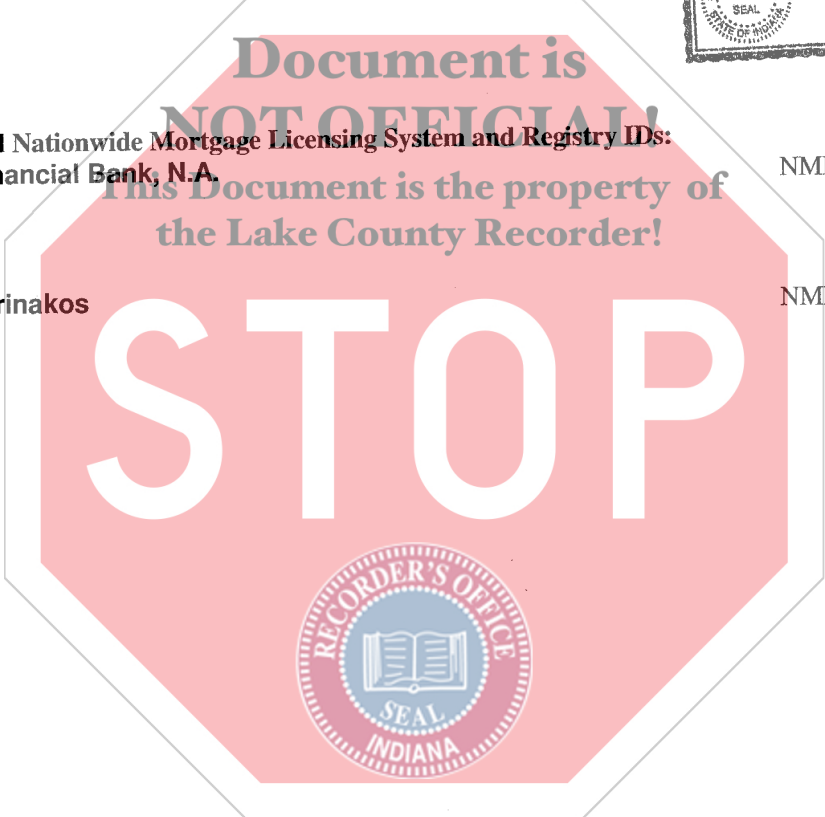 SEAL
STATE OF INDIANA
Document is
NOT OFFICIAL!
Nationwide Mortgage Licensing System and Registry IDs:
ancial Bank, N.A.
NM
This Document is the property of
the Lake County Recorder!
rinakos
NM
STOP
RECORDER'S OFFICE
SEAL
INDIANA